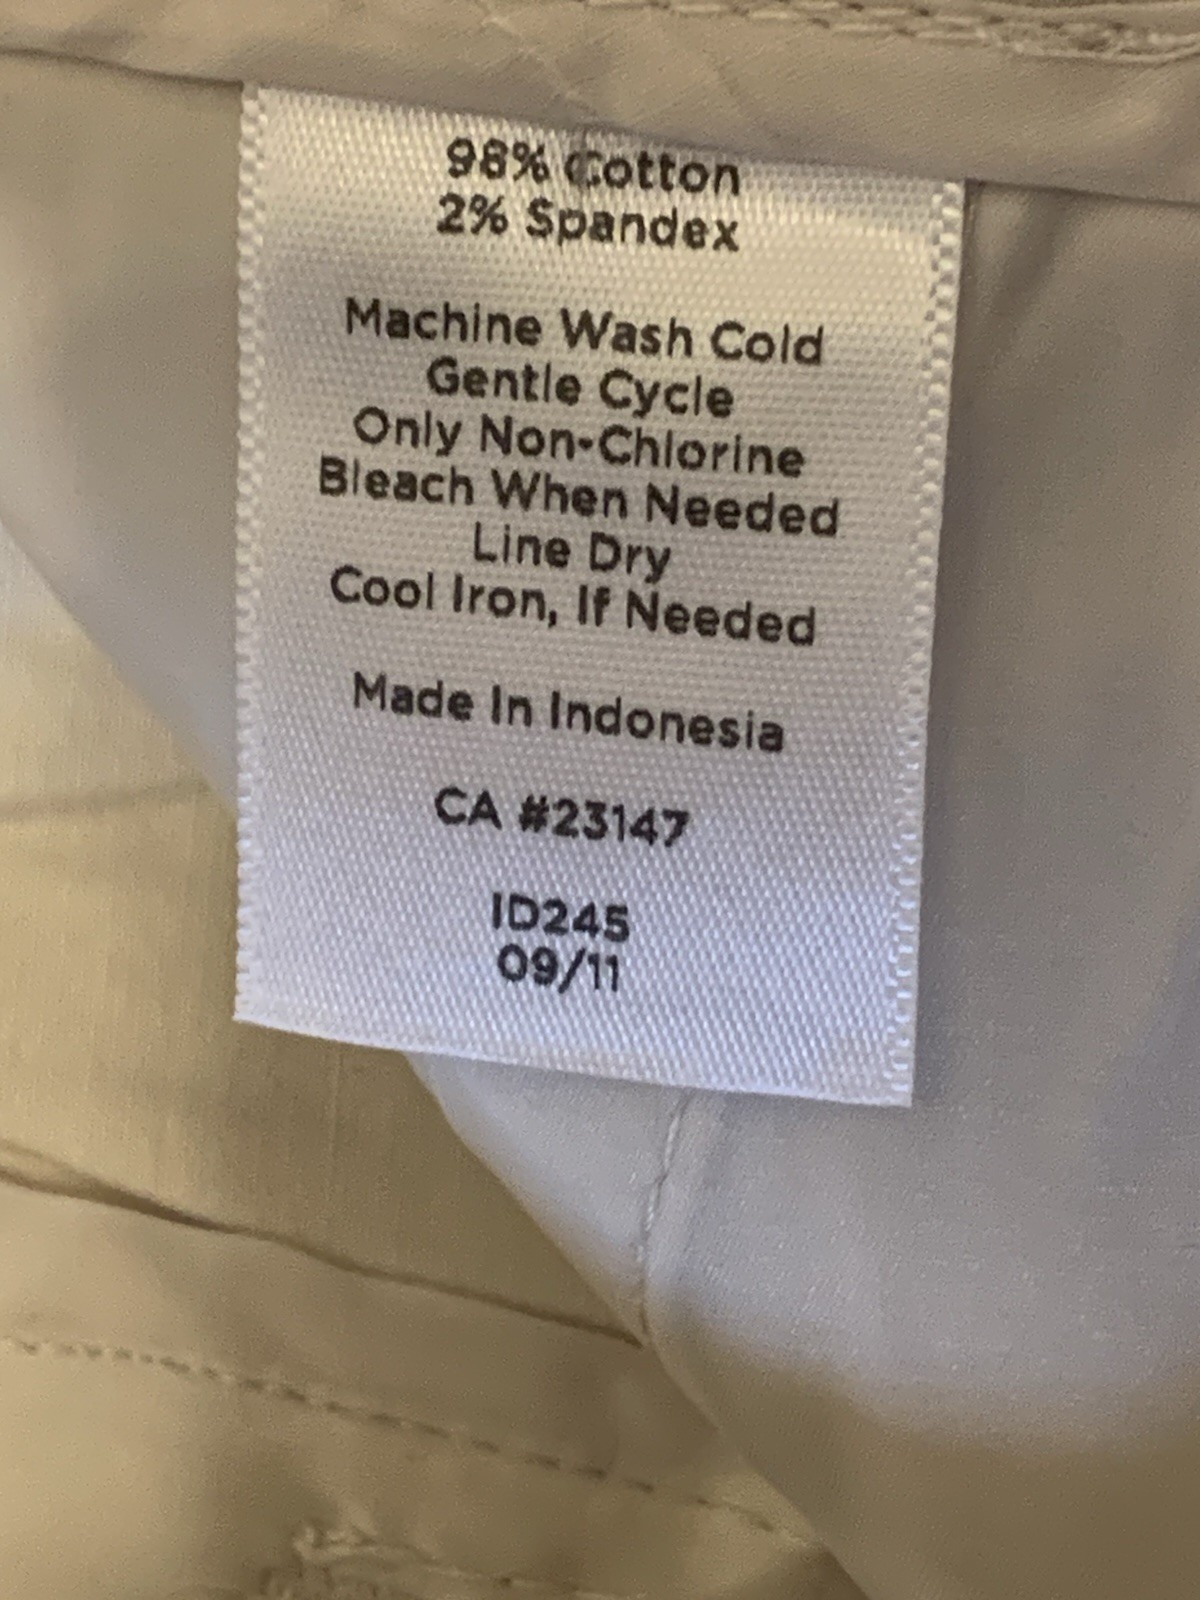 98% Cotton
2% Spandex
Machine Wash Cold
Gentle Cycle
Only Non-Chlorine
Bleach When Needed
Line Dry
Cool Iron, If Needed
Made In Indonesia
CA #23147
ID245
09/11